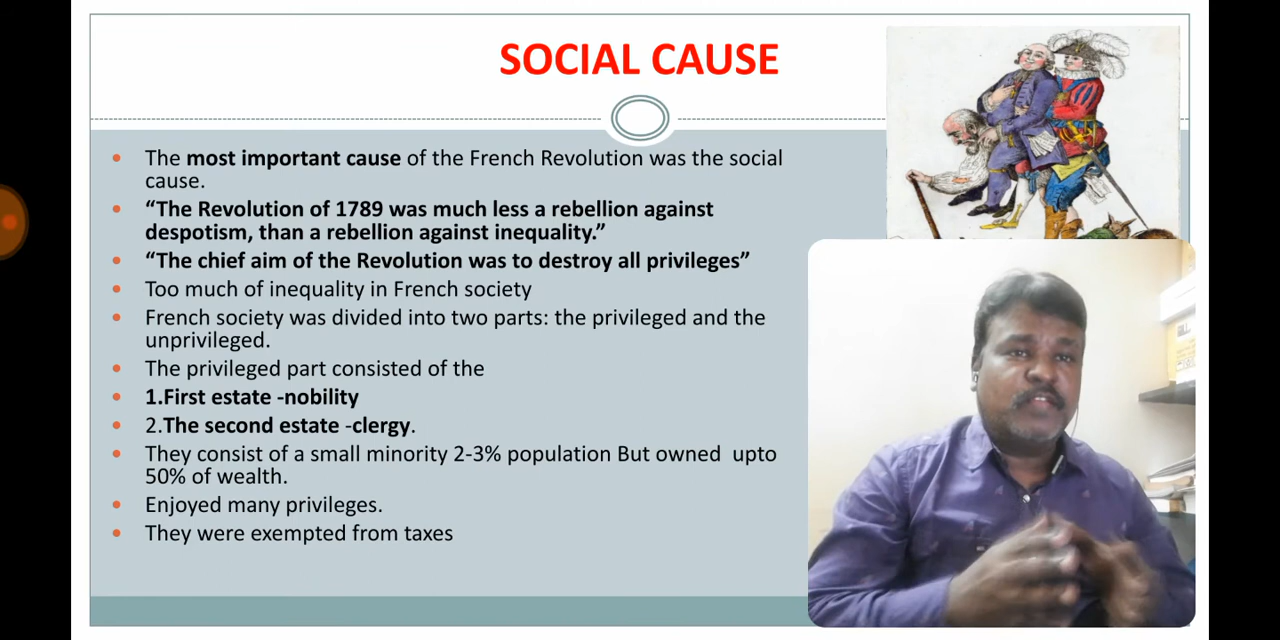 SOCIAL CAUSE
• The most important cause of the French Revolution was the social
cause.
• “The Revolution of 1789 was much less a rebellion against
despotism, than a rebellion against inequality.”
• “The chief aim of the Revolution was to destroy all privileges”
• Too much of inequality in French society
• French society was divided into two parts: the privileged and the
unprivileged.
• The privileged part consisted of the
• 1.First estate -nobility
• 2.The second estate -clergy.
• They consist of a small minority 2-3% population But owned upto
50% of wealth.
• Enjoyed many privileges.
• They were exempted from taxes